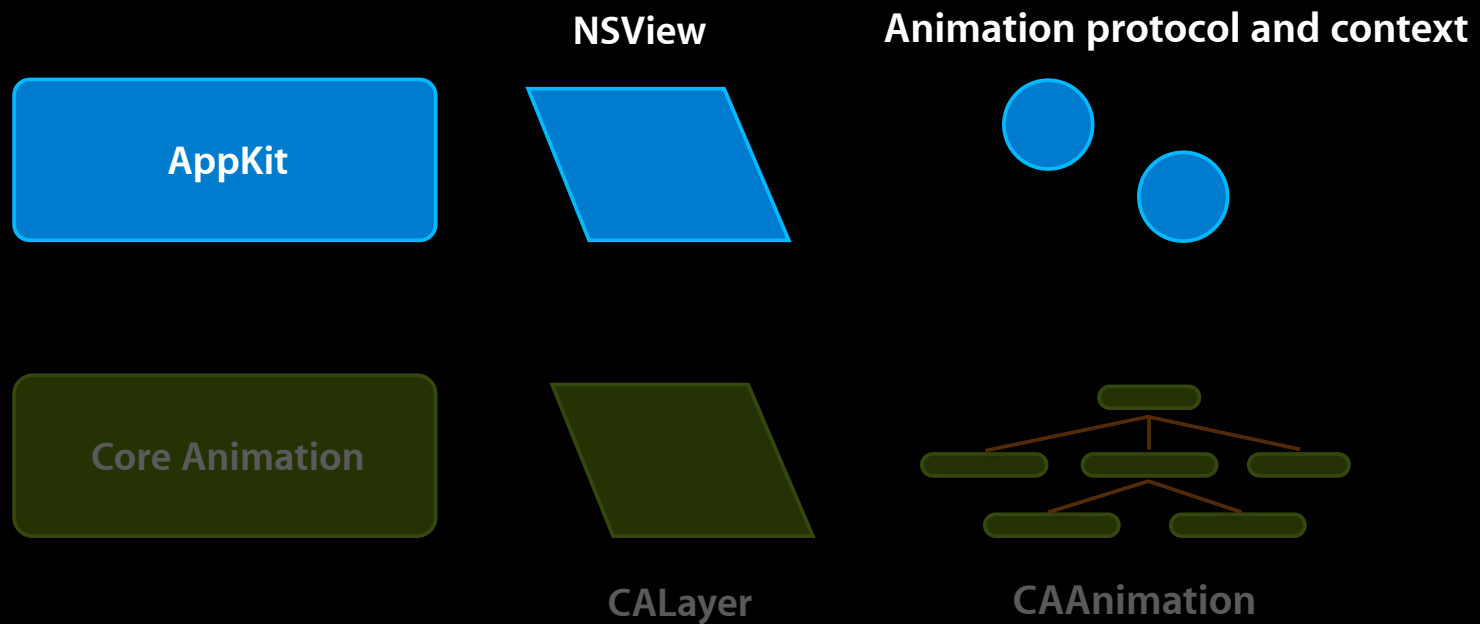 NSView
Animation protocol and context
AppKit
Core Animation
CALayer
CAAnimation